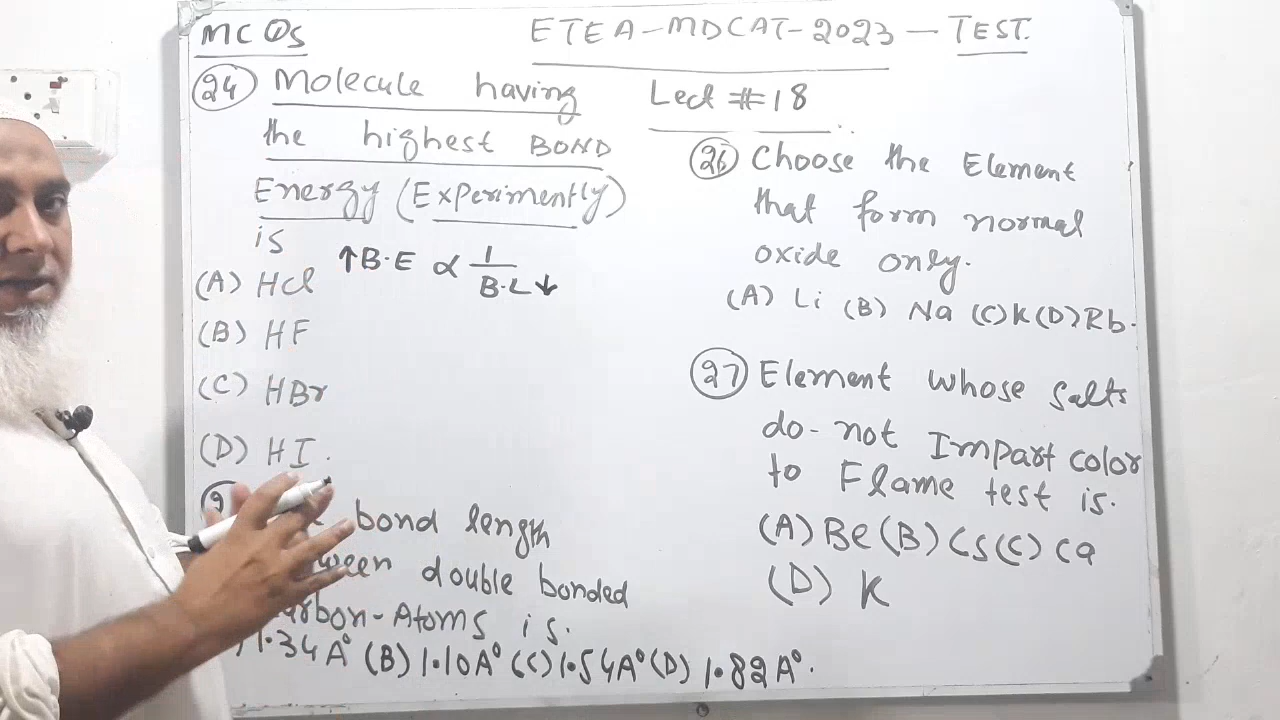 MCQs
ETEA-MDCAT-2023-TEST.
Lect #18
(24) Molecule having
the highest BOND
Energy (Experimently)
is
↑B.E ∝ 1/B.L↓
(A) HCl
(B) HF
(C) HBr
(D) HI.
bond length
double bonded
Carbon-Atoms is.
1.34A° (B) 1.10A° (C) 1.54A° (D) 1.82A°.
(26) Choose the Element
that form normal
oxide only.
(A) Li (B) Na (C) K (D) Rb.
(27) Element whose salts
do-not Impart color
to Flame test is.
(A) Be (B) Cs (C) Ca
(D) K